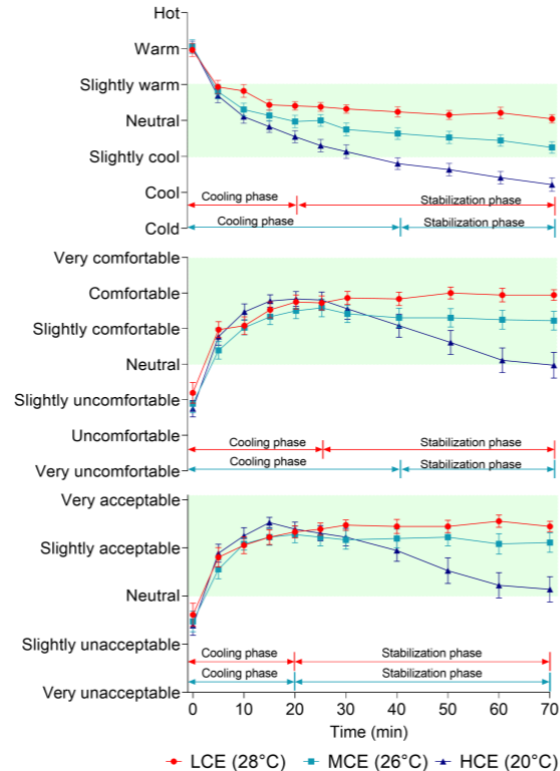 Hot
Warm
Slightly warm
Neutral
Slightly cool
Cool
Cold
Cooling phase
Stabilization phase
Cooling phase
Stabilization phase
Very comfortable
Comfortable
Slightly comfortable
Neutral
Slightly uncomfortable
Uncomfortable
Very uncomfortable
Cooling phase
Stabilization phase
Cooling phase
Stabilization phase
Very acceptable
Slightly acceptable
Neutral
Slightly unacceptable
Very unacceptable
Cooling phase
Stabilization phase
Cooling phase
Stabilization phase
0 10 20 30 40 50 60 70
Time (min)
LCE (28°C) MCE (26°C) HCE (20°C)